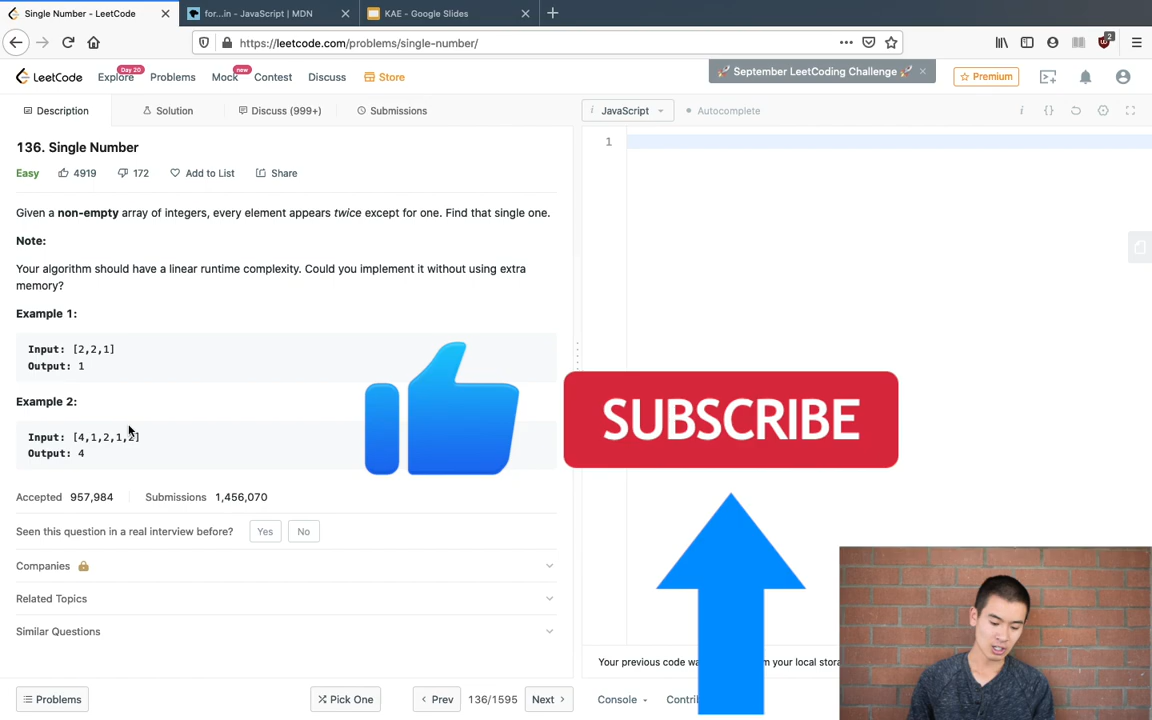 Single Number - LeetCode
for...in - JavaScript | MDN
KAE - Google Slides
https://leetcode.com/problems/single-number/
2
LeetCode
Explore
Day 20
Problems
Mock
new
Contest
Discuss
Store
🚀 September LeetCoding Challenge 🚀
Premium
Description
Solution
Discuss (999+)
Submissions
i JavaScript
Autocomplete
i {}
136. Single Number
1
Easy 4919 172 Add to List Share
Given a non-empty array of integers, every element appears twice except for one. Find that single one.
Note:
Your algorithm should have a linear runtime complexity. Could you implement it without using extra
memory?
Example 1:
Input: [2,2,1]
Output: 1
Example 2:
Input: [4,1,2,1,2]
Output: 4
SUBSCRIBE
Accepted 957,984 Submissions 1,456,070
Seen this question in a real interview before? Yes No
Companies
Related Topics
Similar Questions
Your previous code wa m your local stora
Problems
Pick One
Prev
136/1595
Next
Console
Contri